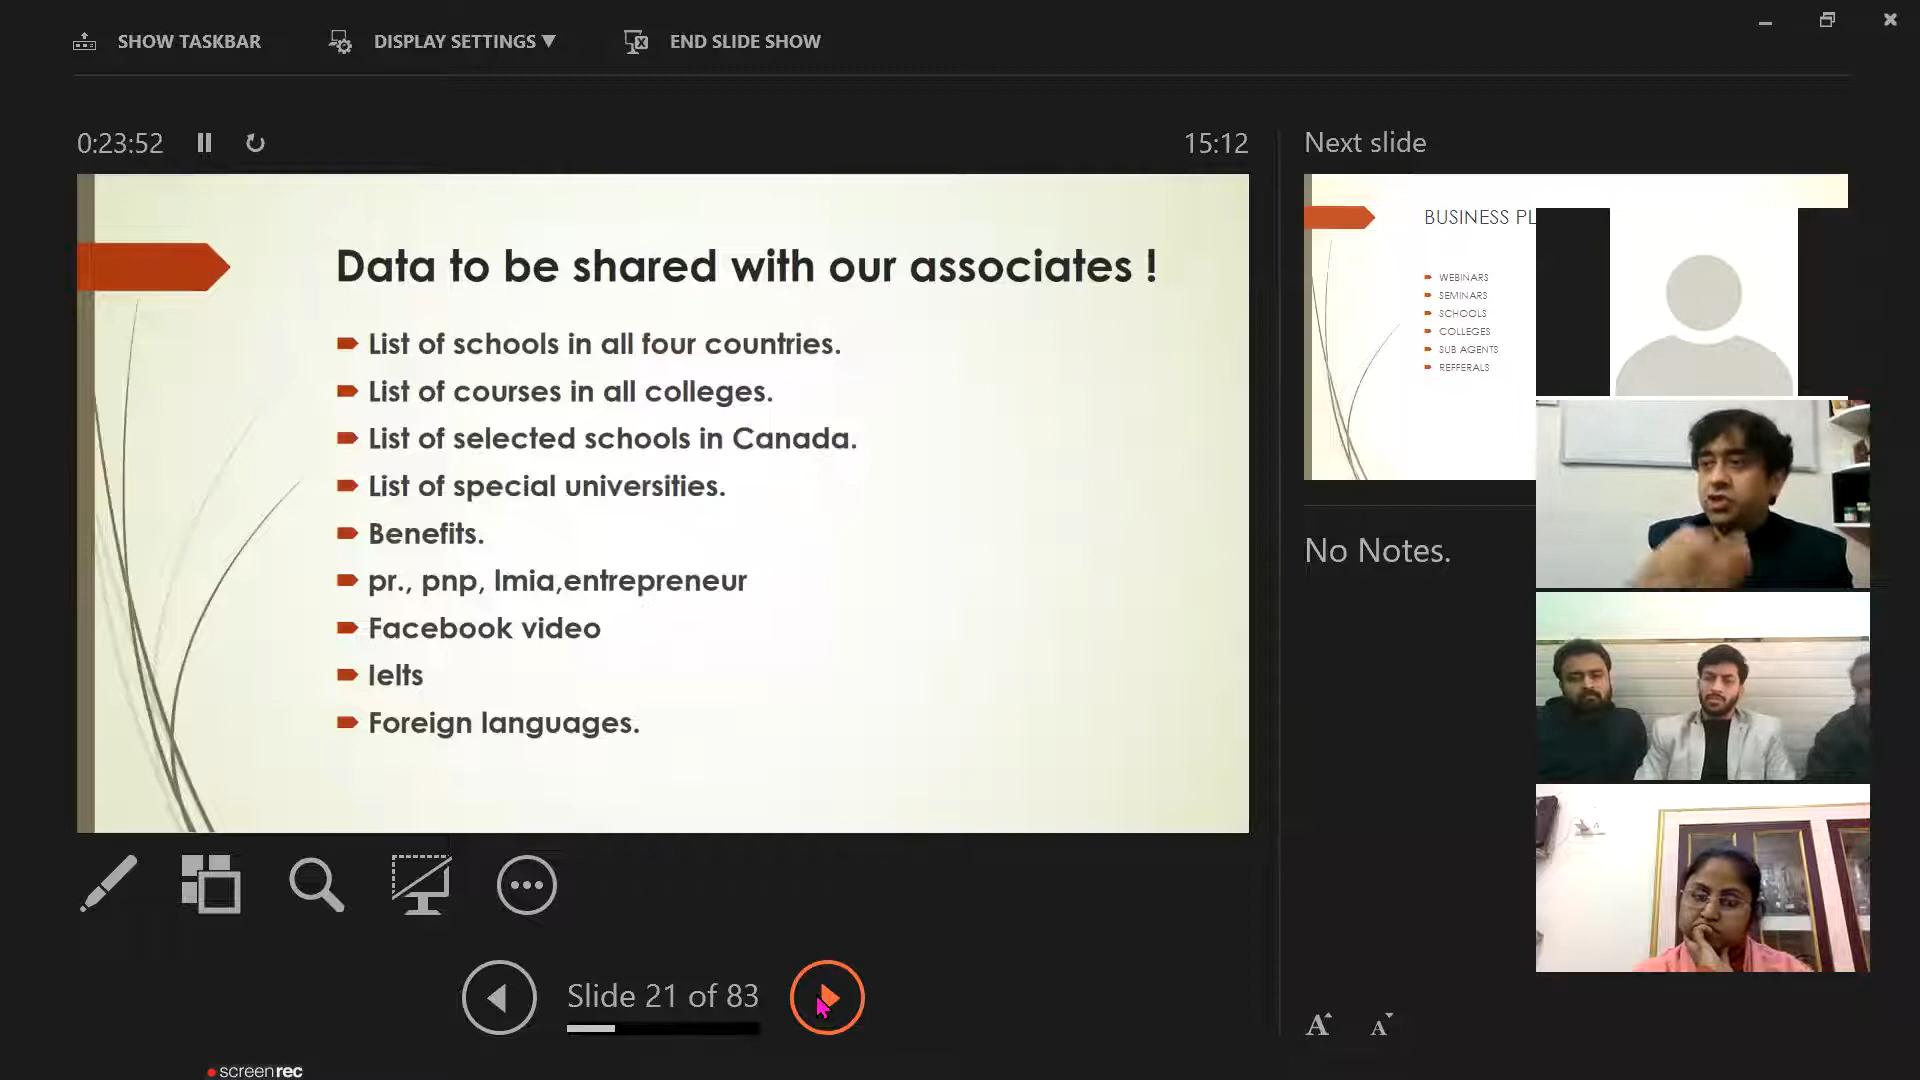 SHOW TASKBAR
DISPLAY SETTINGS ▼
END SLIDE SHOW
0:23:52
15:12
Next slide
Data to be shared with our associates !
List of schools in all four countries.
List of courses in all colleges.
List of selected schools in Canada.
List of special universities.
Benefits.
pr., pnp, lmia,entrepreneur
Facebook video
Ielts
Foreign languages.
BUSINESS PL
WEBINARS
SEMINARS
SCHOOLS
COLLEGES
SUB AGENTS
REFFERALS
No Notes.
Slide 21 of 83
A A
screenrec